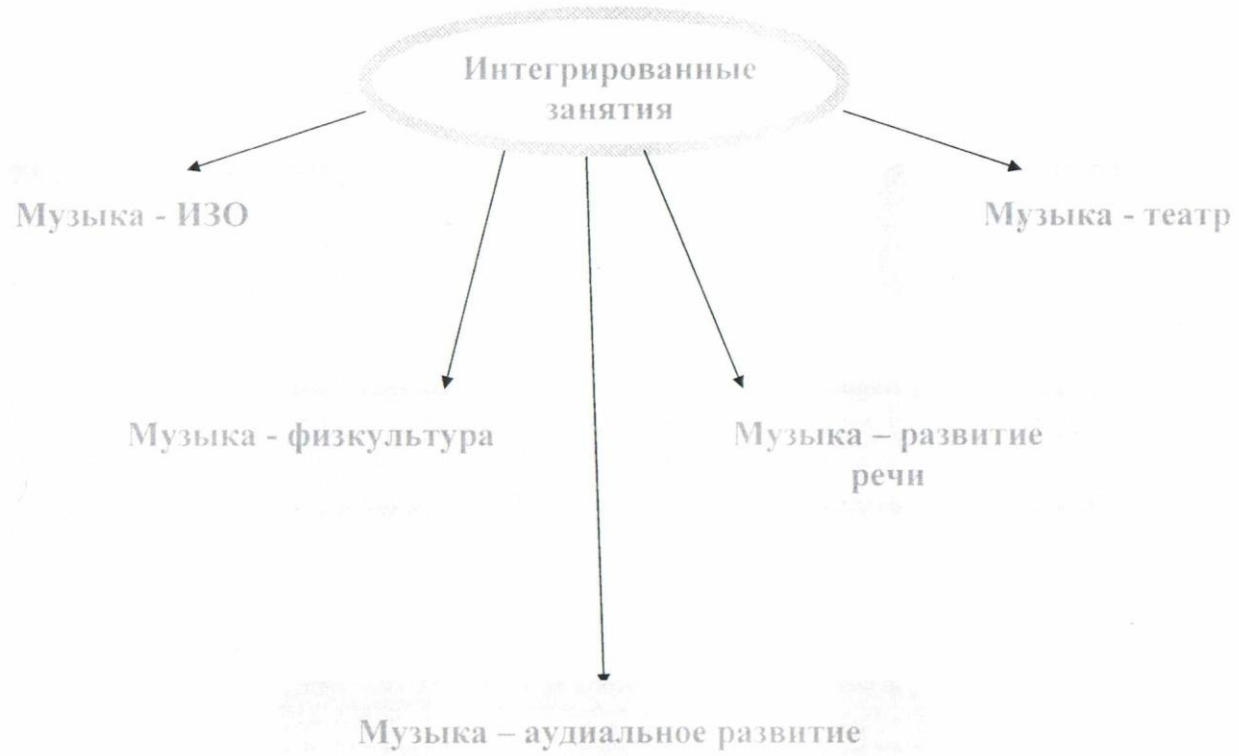 Интегрированные
занятия
Музыка - ИЗО
Музыка - театр
Музыка - физкультура
Музыка – развитие
речи
Музыка – аудиальное развитие